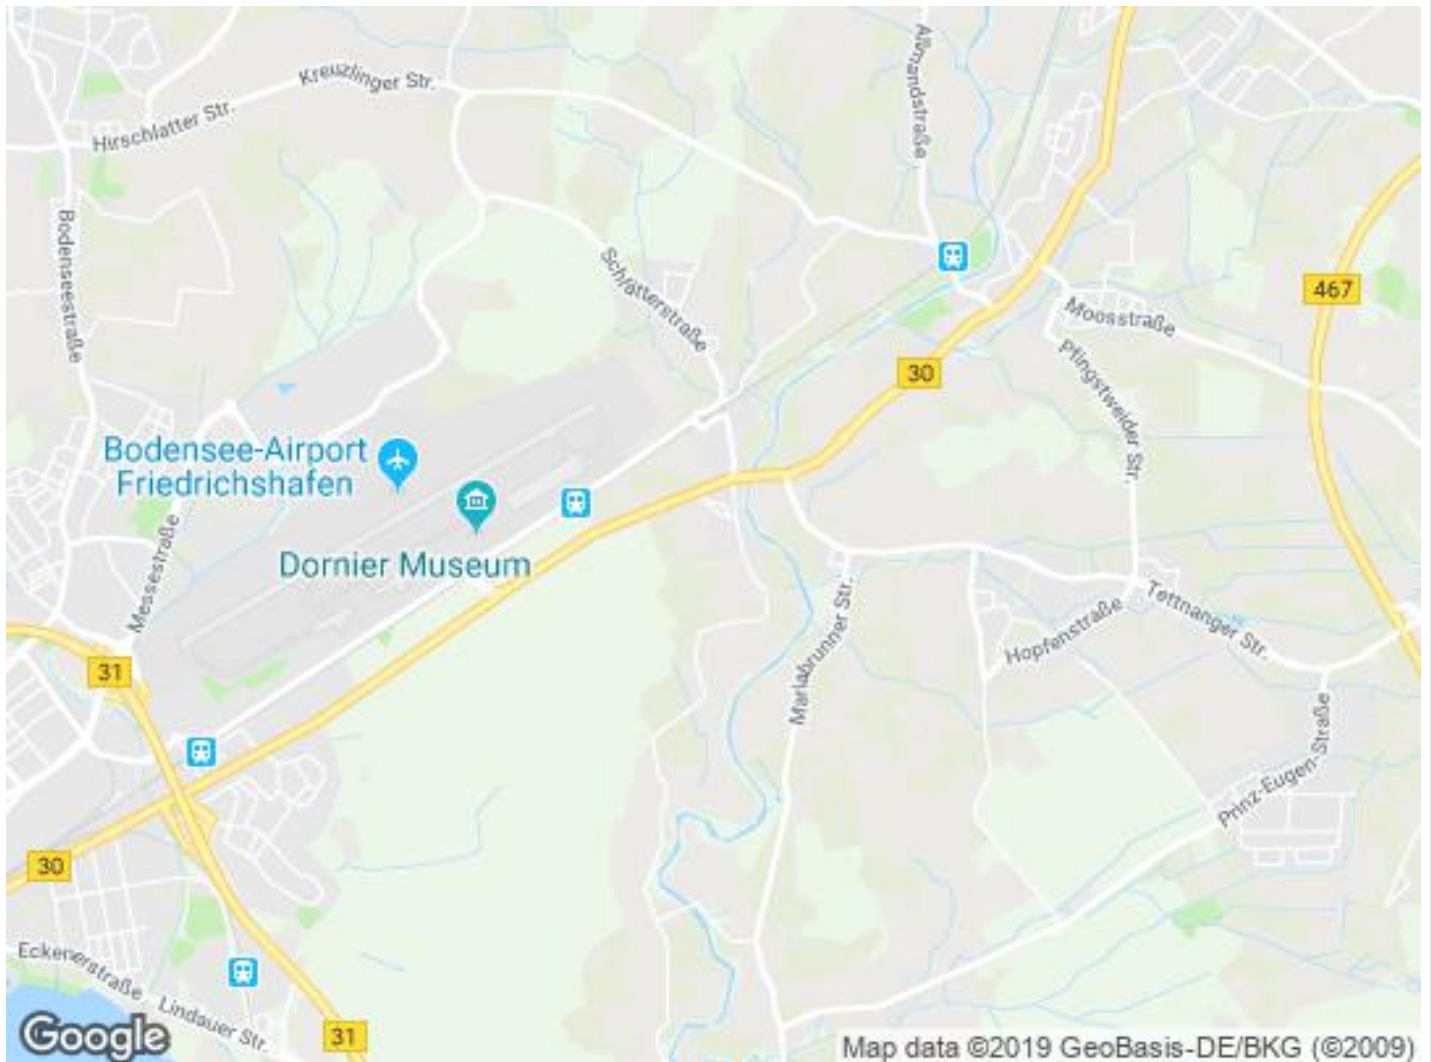 Kreuzlinger Str.
Hirschlatter Str.
Allmandstraße
Bodenseestraße
Schlatterstraße
467
Moosstraße
30
Pfingstweider Str.
Bodensee-Airport
Friedrichshafen
Dornier Museum
Messestraße
Tettnanger Str.
Hopfenstraße
Marlabrunner Str.
31
Prinz-Eugen-Straße
30
Eckenerstraße
Lindauer Str.
31
Google
Map data ©2019 GeoBasis-DE/BKG (©2009)